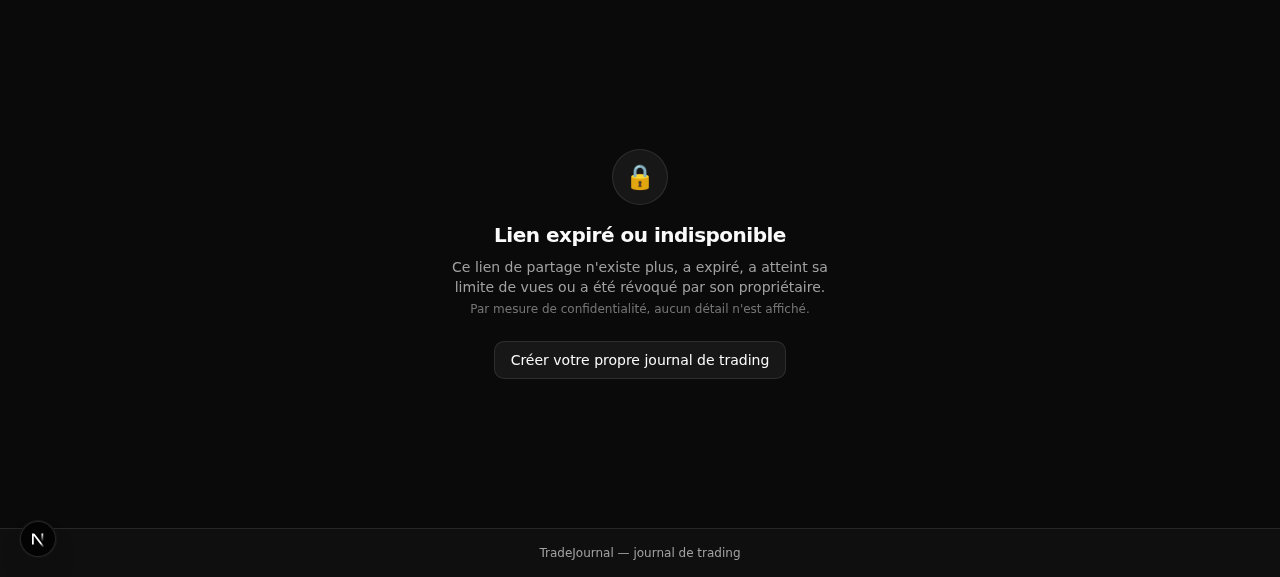 Lien expiré ou indisponible
Ce lien de partage n'existe plus, a expiré, a atteint sa
limite de vues ou a été révoqué par son propriétaire.
Par mesure de confidentialité, aucun détail n'est affiché.
Créer votre propre journal de trading
N
TradeJournal — journal de trading